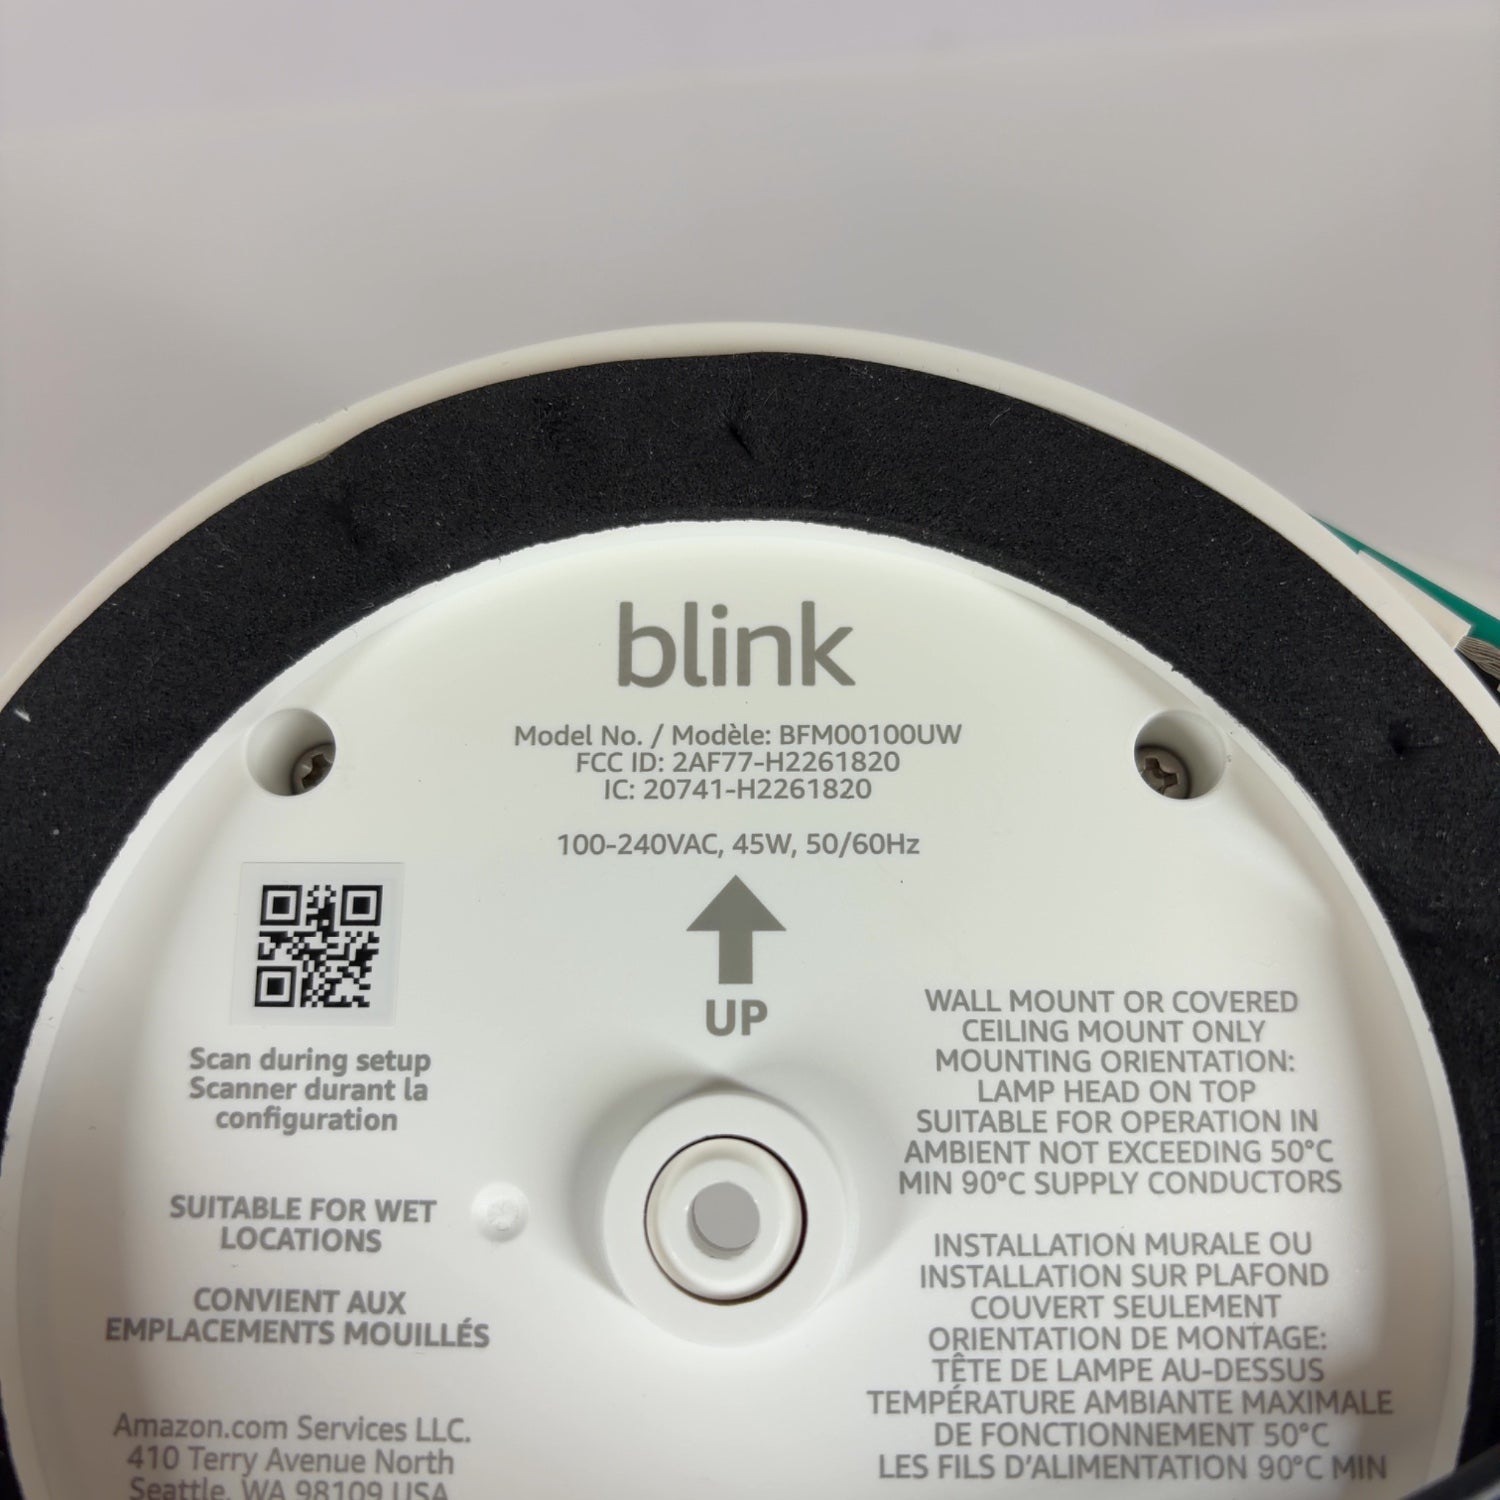 blink
Model No. / Modèle: BFM00100UW
FCC ID: 2AF77-H2261820
IC: 20741-H2261820
100-240VAC, 45W, 50/60Hz
UP
Scan during setup
Scanner durant la
configuration
SUITABLE FOR WET
LOCATIONS
CONVIENT AUX
EMPLACEMENTS MOUILLÉS
Amazon.com Services LLC.
410 Terry Avenue North
Seattle, WA 98109 USA
WALL MOUNT OR COVERED
CEILING MOUNT ONLY
MOUNTING ORIENTATION:
LAMP HEAD ON TOP
SUITABLE FOR OPERATION IN
AMBIENT NOT EXCEEDING 50°C
MIN 90°C SUPPLY CONDUCTORS
INSTALLATION MURALE OU
INSTALLATION SUR PLAFOND
COUVERT SEULEMENT
ORIENTATION DE MONTAGE:
TÊTE DE LAMPE AU-DESSUS
TEMPÉRATURE AMBIANTE MAXIMALE
DE FONCTIONNEMENT 50°C
LES FILS D'ALIMENTATION 90°C MIN